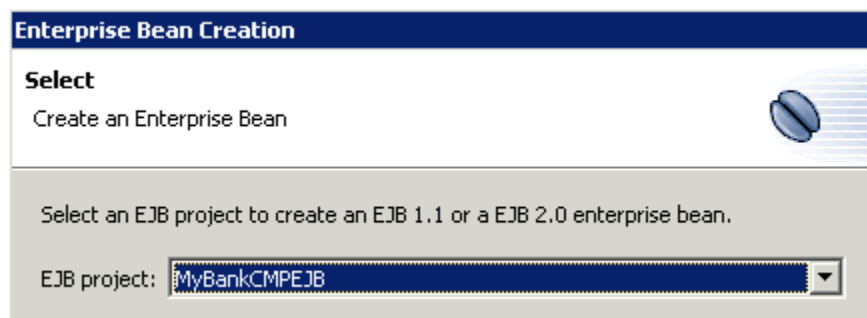 Enterprise Bean Creation
Select
Create an Enterprise Bean
Select an EJB project to create an EJB 1.1 or a EJB 2.0 enterprise bean.
EJB project: MyBankCMPEJB